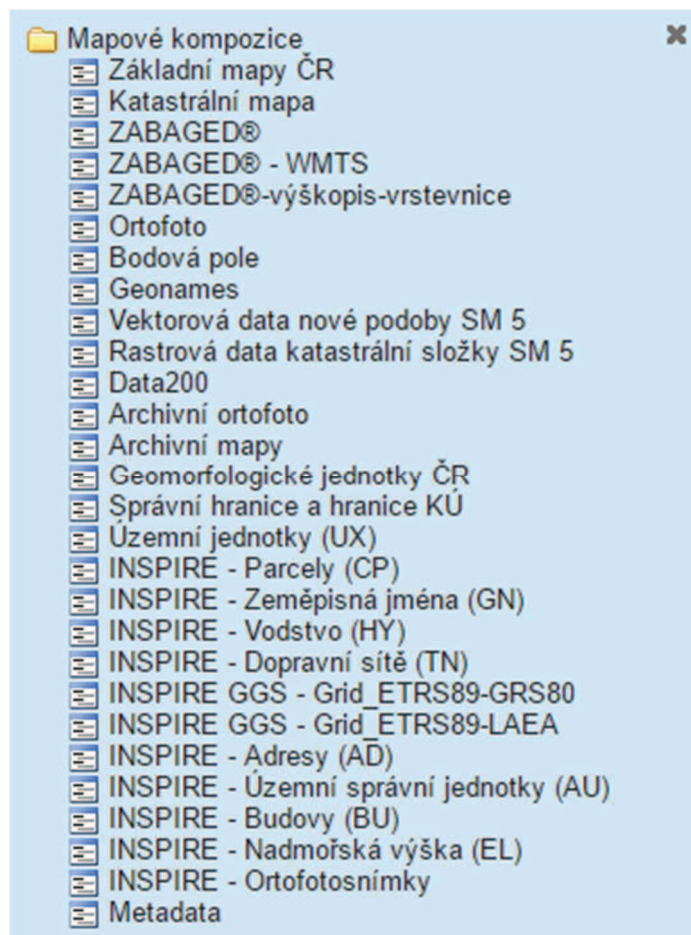 Mapové kompozice
Základní mapy ČR
Katastrální mapa
ZABAGED®
ZABAGED® - WMTS
ZABAGED®-výškopis-vrstevnice
Ortofoto
Bodová pole
Geonames
Vektorová data nové podoby SM 5
Rastrová data katastrální složky SM 5
Data200
Archivní ortofoto
Archivní mapy
Geomorfologické jednotky ČR
Správní hranice a hranice KÚ
Územní jednotky (UX)
INSPIRE - Parcely (CP)
INSPIRE - Zeměpisná jména (GN)
INSPIRE - Vodstvo (HY)
INSPIRE - Dopravní sítě (TN)
INSPIRE GGS - Grid_ETRS89-GRS80
INSPIRE GGS - Grid_ETRS89-LAEA
INSPIRE - Adresy (AD)
INSPIRE - Územní správní jednotky (AU)
INSPIRE - Budovy (BU)
INSPIRE - Nadmořská výška (EL)
INSPIRE - Ortofotosnímky
Metadata